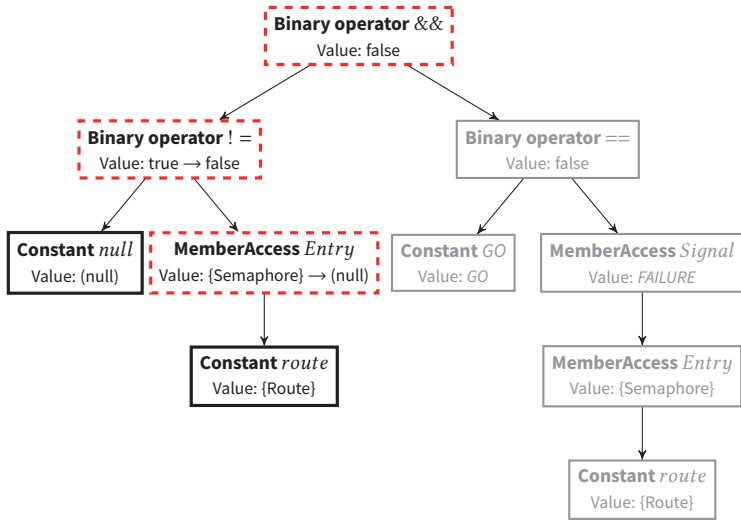 Binary operator &&
Value: false
Binary operator ! =
Value: true → false
Binary operator ==
Value: false
Constant null
Value: (null)
MemberAccess Entry
Value: {Semaphore} → (null)
Constant GO
Value: GO
MemberAccess Signal
Value: FAILURE
Constant route
Value: {Route}
MemberAccess Entry
Value: {Semaphore}
Constant route
Value: {Route}